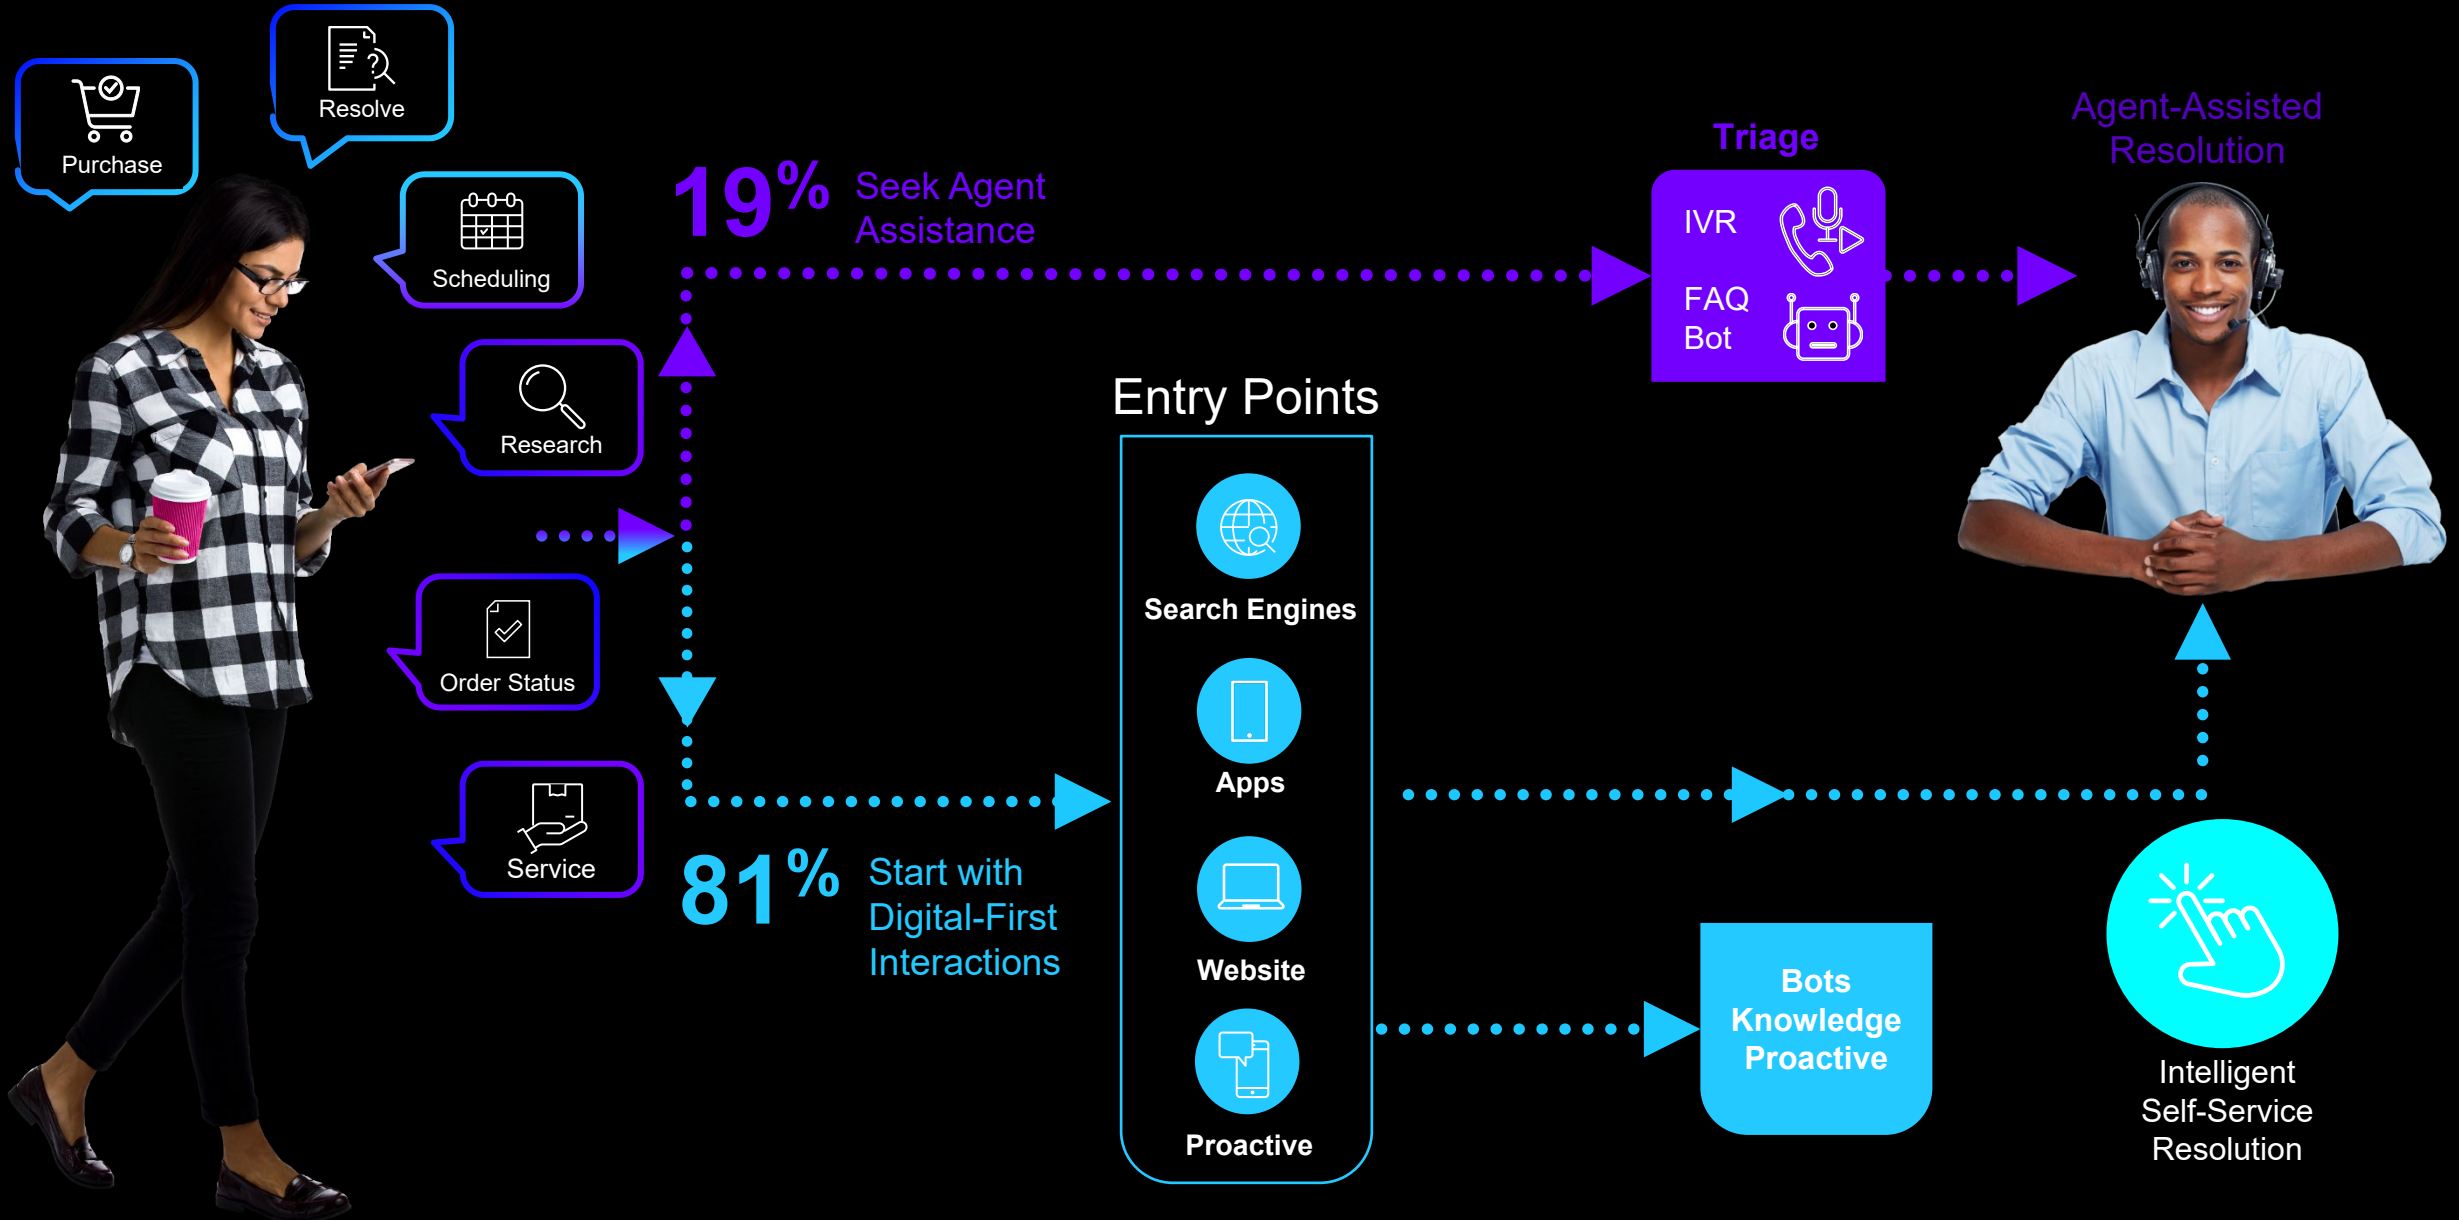 Purchase
Resolve
Scheduling
Research
Order Status
Service
19%
Seek Agent
Assistance
81%
Start with
Digital-First
Interactions
Entry Points
Search Engines
Apps
Website
Proactive
Triage
IVR
FAQ
Bot
Agent-Assisted
Resolution
Bots
Knowledge
Proactive
Intelligent
Self-Service
Resolution